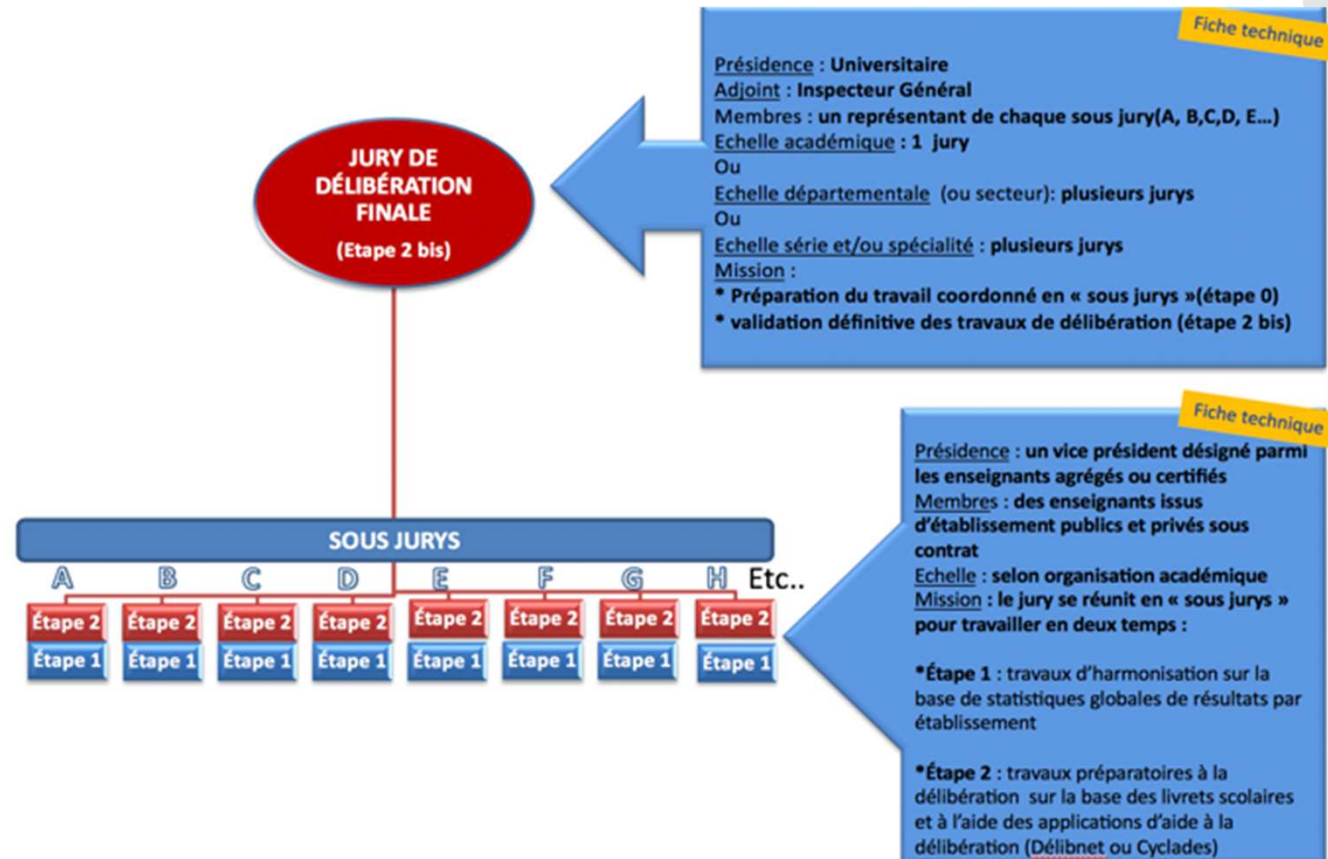 Fiche technique
Présidence : Universitaire
Adjoint : Inspecteur Général
Membres : un représentant de chaque sous jury(A, B,C,D, E...)
Echelle académique : 1 jury
Ou
Echelle départementale (ou secteur): plusieurs jurys
Ou
Echelle série et/ou spécialité : plusieurs jurys
Mission :
* Préparation du travail coordonné en « sous jurys »(étape 0)
* validation définitive des travaux de délibération (étape 2 bis)
JURY DE
DÉLIBÉRATION
FINALE
(Etape 2 bis)
SOUS JURYS
A B C D E F G H Etc..
Étape 2 Étape 2 Étape 2 Étape 2 Étape 2 Étape 2 Étape 2 Étape 2
Étape 1 Étape 1 Étape 1 Étape 1 Étape 1 Étape 1 Étape 1 Étape 1
Fiche technique
Présidence : un vice président désigné parmi
les enseignants agrégés ou certifiés
Membres : des enseignants issus
d'établissement publics et privés sous
contrat
Echelle : selon organisation académique
Mission : le jury se réunit en « sous jurys »
pour travailler en deux temps :
*Étape 1 : travaux d'harmonisation sur la
base de statistiques globales de résultats par
établissement
*Étape 2 : travaux préparatoires à la
délibération sur la base des livrets scolaires
et à l'aide des applications d'aide à la
délibération (Délibnet ou Cyclades)